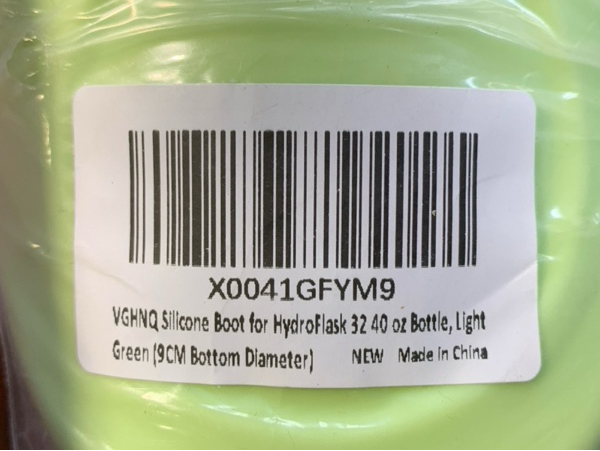 X0041GFYM9
VGHNQ Silicone Boot for HydroFlask 32 40 oz Bottle, Light
Green (9CM Bottom Diameter) NEW Made in China